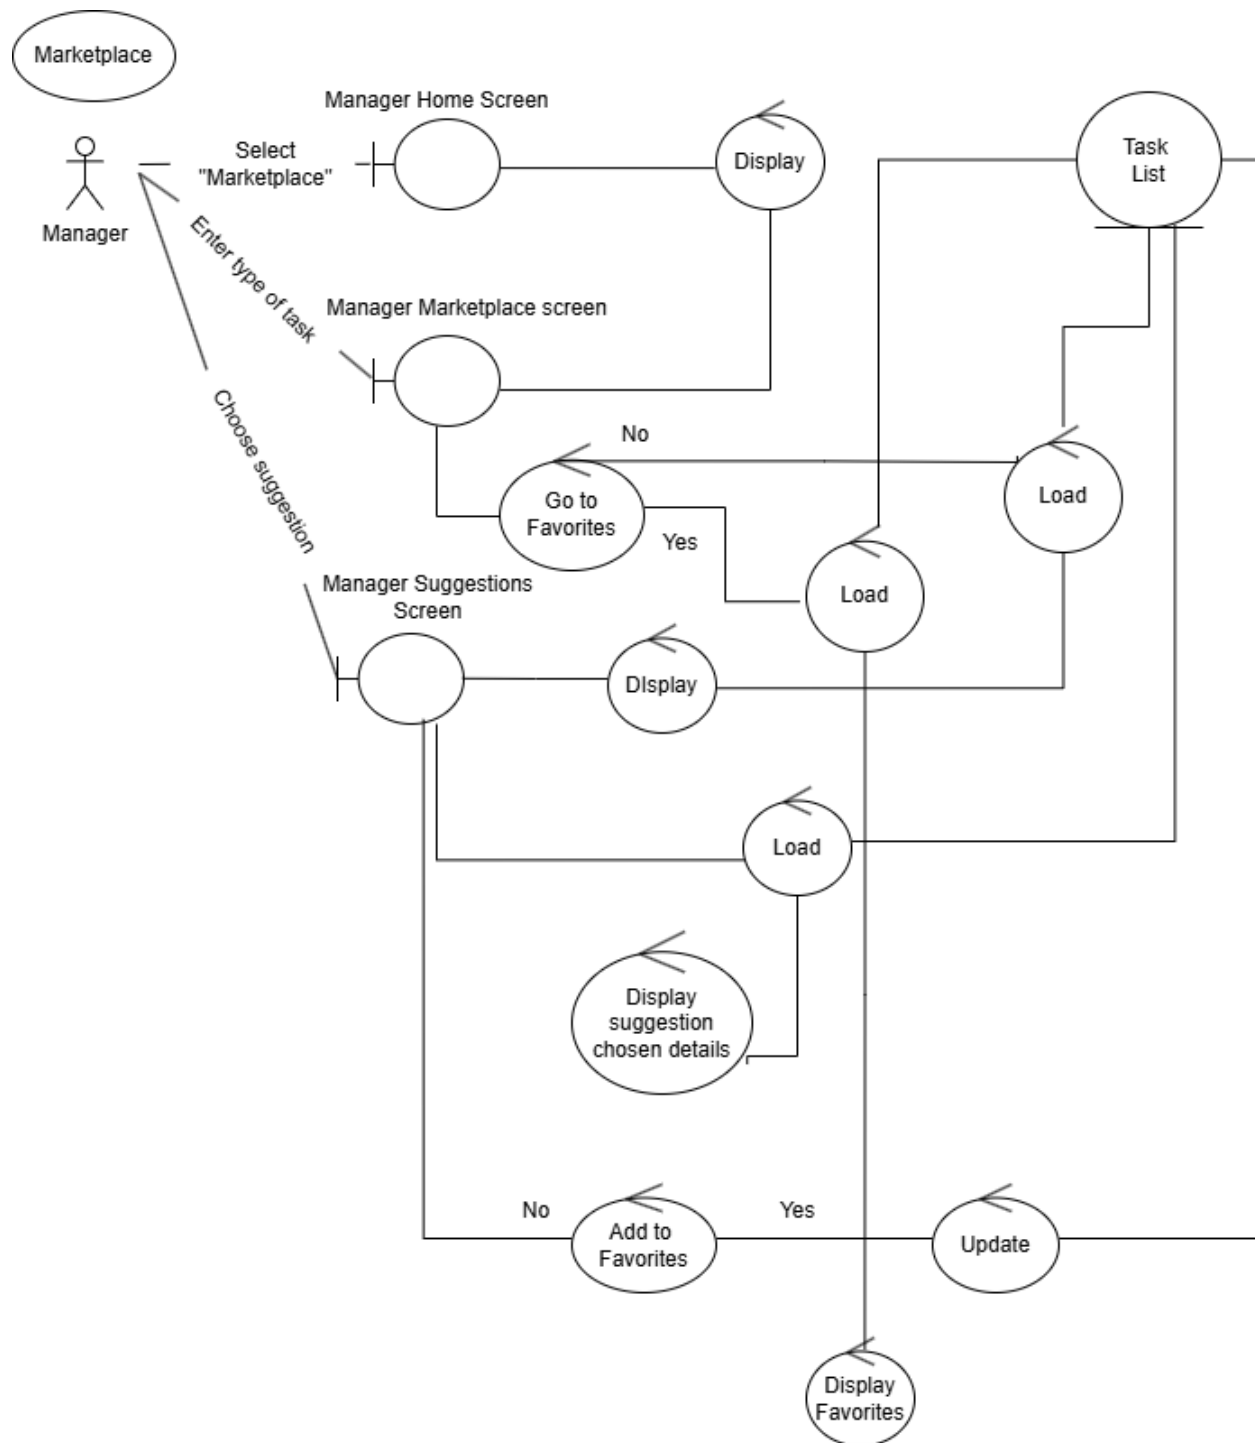 Marketplace
Manager Home Screen
Select
"Marketplace"
Display
Task
List
Manager
Enter type of task
Manager Marketplace screen
Choose suggestion
No
Go to
Favorites
Yes
Load
Load
Manager Suggestions
Screen
DIsplay
Load
Display
suggestion
chosen details
No
Add to
Favorites
Yes
Update
Display
Favorites